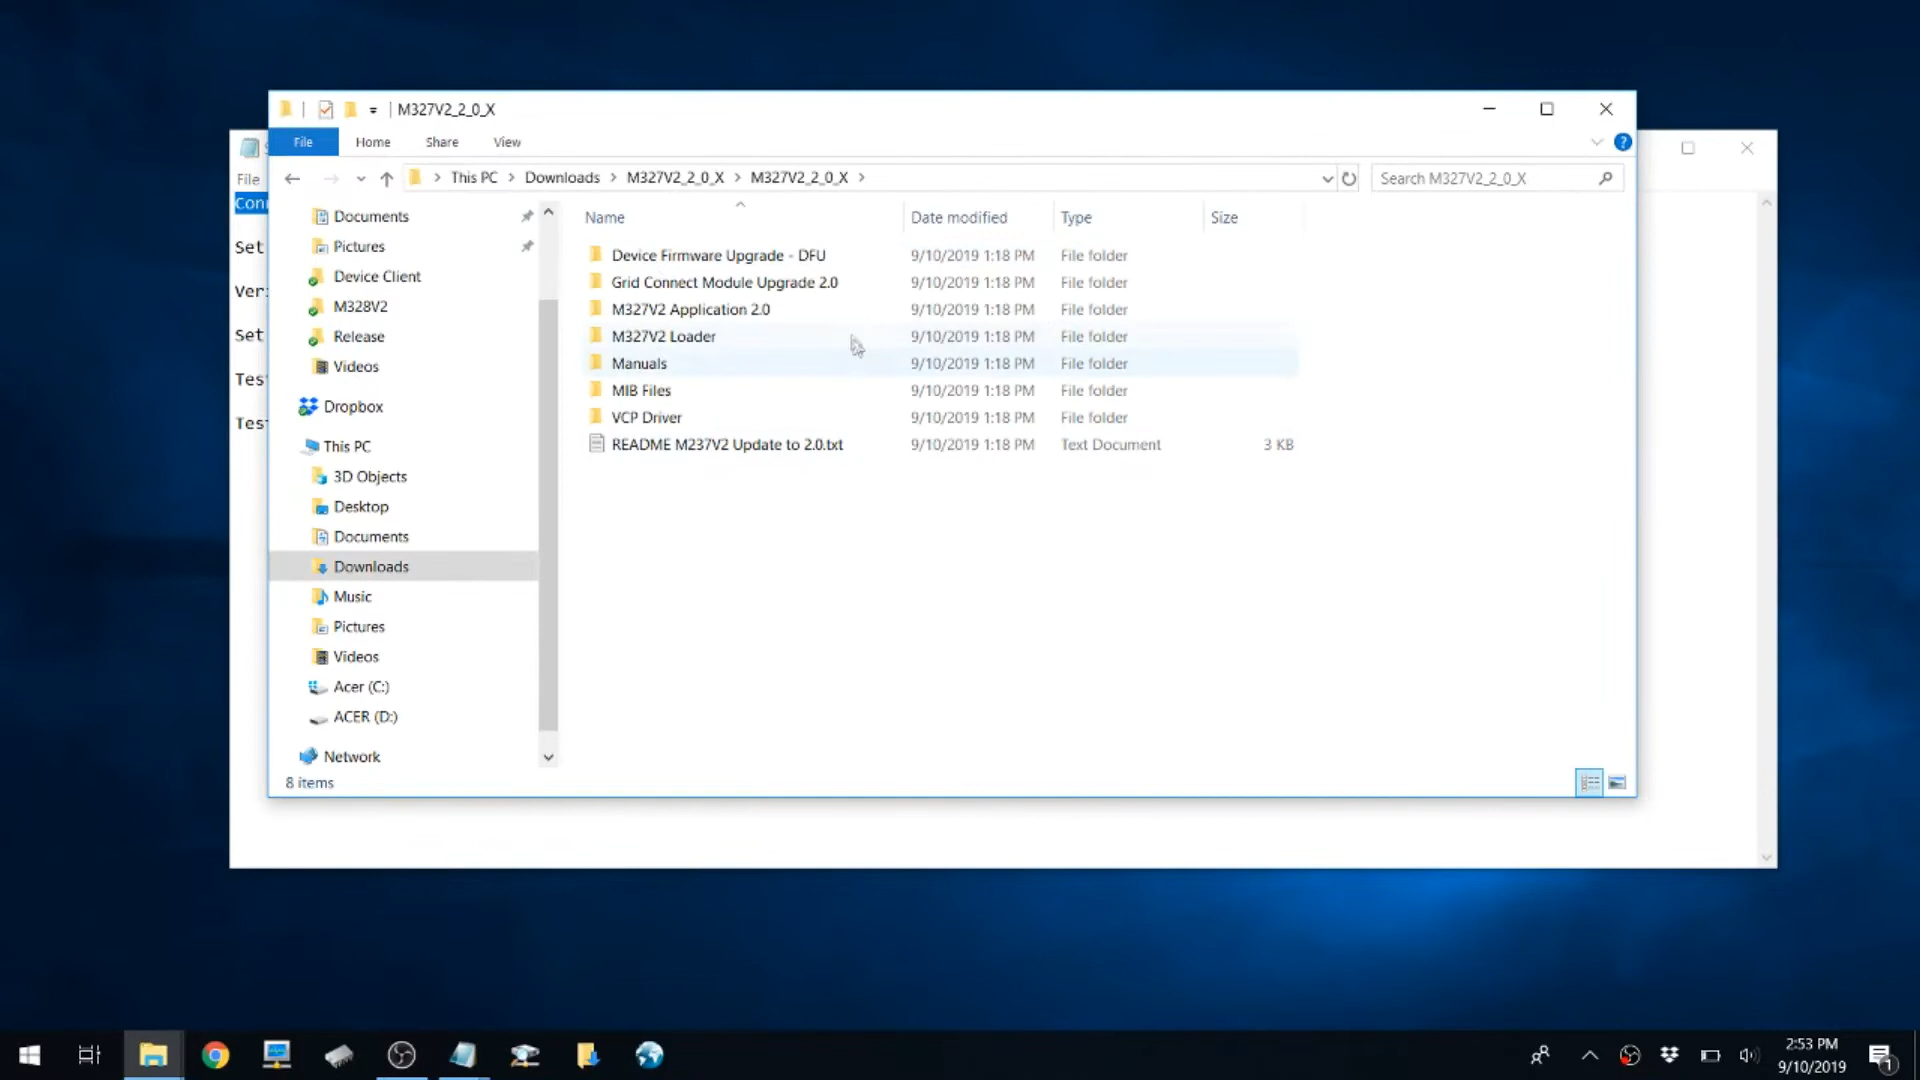 M327V2_2_0_X
File Home Share View
This PC > Downloads > M327V2_2_0_X > M327V2_2_0_X >
Search M327V2_2_0_X
File
Name Date modified Type Size
Documents
Pictures
Device Client
M328V2
Release
Videos
Dropbox
This PC
3D Objects
Desktop
Documents
Downloads
Music
Pictures
Videos
Acer (C:)
ACER (D:)
Network
Device Firmware Upgrade - DFU 9/10/2019 1:18 PM File folder
Grid Connect Module Upgrade 2.0 9/10/2019 1:18 PM File folder
M327V2 Application 2.0 9/10/2019 1:18 PM File folder
M327V2 Loader 9/10/2019 1:18 PM File folder
Manuals 9/10/2019 1:18 PM File folder
MIB Files 9/10/2019 1:18 PM File folder
VCP Driver 9/10/2019 1:18 PM File folder
README M237V2 Update to 2.0.txt 9/10/2019 1:18 PM Text Document 3 KB
8 items
Set
Set
2:53 PM
9/10/2019
1